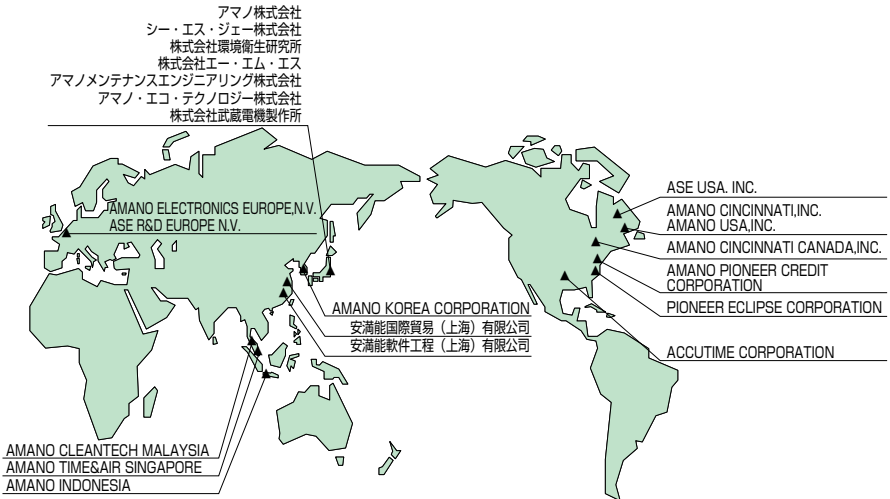 アマノ株式会社
シー・エス・ジェー株式会社
株式会社環境衛生研究所
株式会社エー・エム・エス
アマノメンテナンスエンジニアリング株式会社
アマノ・エコ・テクノロジー株式会社
株式会社武蔵電機製作所
AMANO ELECTRONICS EUROPE,N.V.
ASE R&D EUROPE N.V.
AMANO KOREA CORPORATION
安満能国際貿易（上海）有限公司
安満能軟件工程（上海）有限公司
AMANO CLEANTECH MALAYSIA
AMANO TIME&AIR SINGAPORE
AMANO INDONESIA
ASE USA. INC.
AMANO CINCINNATI,INC.
AMANO USA,INC.
AMANO CINCINNATI CANADA,INC.
AMANO PIONEER CREDIT
CORPORATION
PIONEER ECLIPSE CORPORATION
ACCUTIME CORPORATION